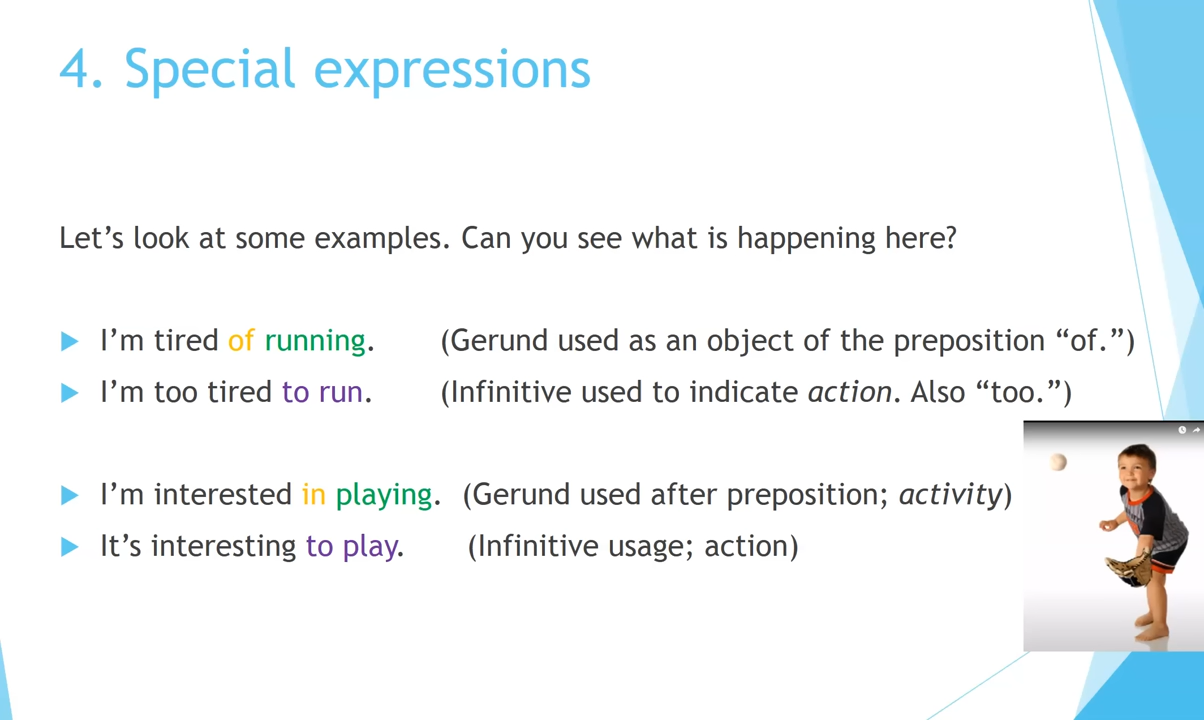 4. Special expressions
Let’s look at some examples. Can you see what is happening here?
I’m tired of running. (Gerund used as an object of the preposition “of.”)
I’m too tired to run. (Infinitive used to indicate action. Also “too.”)
I’m interested in playing. (Gerund used after preposition; activity)
It’s interesting to play. (Infinitive usage; action)